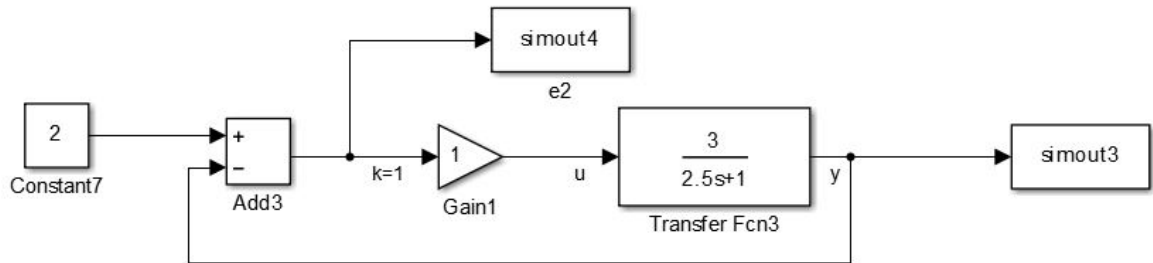 simout4
e2
2
Constant7
+
−
Add3
k=1
1
Gain1
u
3
2.5s+1
Transfer Fcn3
y
simout3